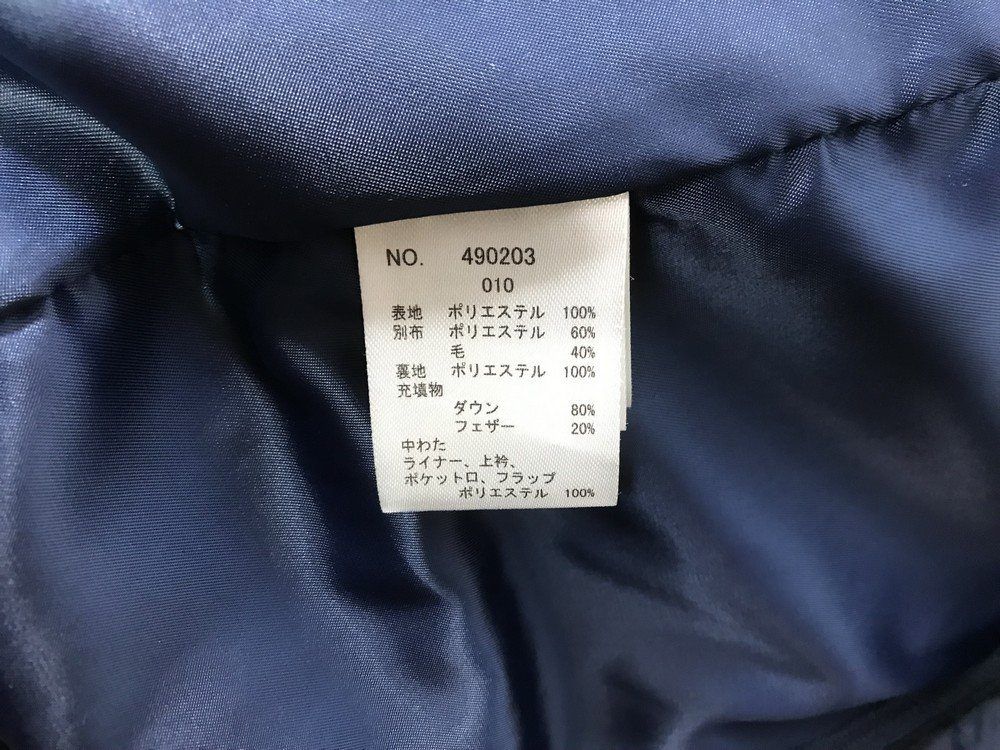 NO. 490203
010
表地 ポリエステル 100%
別布 ポリエステル 60%
毛 40%
裏地 ポリエステル 100%
充填物
ダウン 80%
フェザー 20%
中わた
ライナー、上衿、
ポケット口、フラップ
ポリエステル 100%